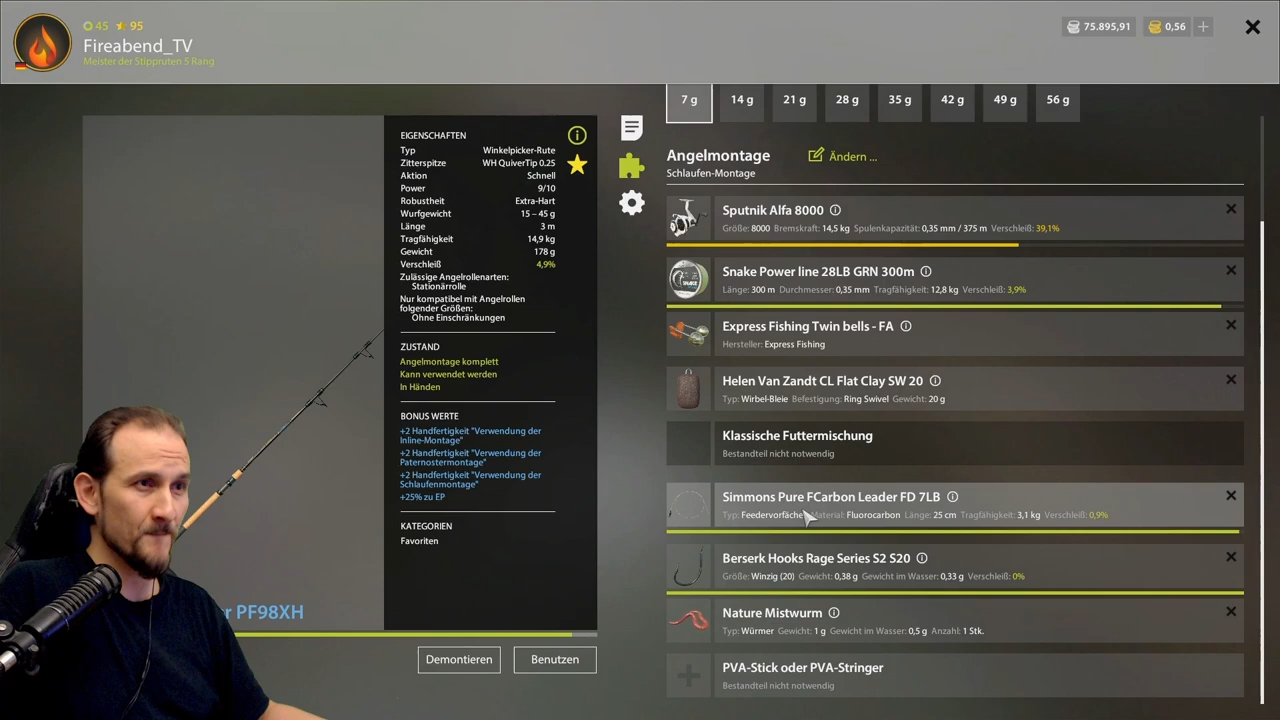 45 95
Fireabend_TV
Meister der Stippruten 5 Rang
75.895,91 0,56
EIGENSCHAFTEN
Typ Winkelpicker-Rute
Zitterspitze WH QuiverTip 0.25
Aktion Schnell
Power 9/10
Robustheit Extra-Hart
Wurfgewicht 15 – 45 g
Länge 3 m
Tragfähigkeit 14,9 kg
Gewicht 178 g
Verschleiß 4,9%
Zulässige Angelrollenarten:
Stationärrolle
Nur kompatibel mit Angelrollen
folgender Größen:
Ohne Einschränkungen
ZUSTAND
Angelmontage komplett
Kann verwendet werden
In Händen
BONUS WERTE
+2 Handfertigkeit "Verwendung der
Inline-Montage"
+2 Handfertigkeit "Verwendung der
Paternostermontage"
+2 Handfertigkeit "Verwendung der
Schlaufenmontage"
+25% zu EP
KATEGORIEN
Favoriten
r PF98XH
Demontieren Benutzen
7 g 14 g 21 g 28 g 35 g 42 g 49 g 56 g
Angelmontage Ändern ...
Schlaufen-Montage
Sputnik Alfa 8000
Größe: 8000 Bremskraft: 14,5 kg Spulenkapazität: 0,35 mm / 375 m Verschleiß: 39,1%
Snake Power line 28LB GRN 300m
Länge: 300 m Durchmesser: 0,35 mm Tragfähigkeit: 12,8 kg Verschleiß: 3,9%
Express Fishing Twin bells - FA
Hersteller: Express Fishing
Helen Van Zandt CL Flat Clay SW 20
Typ: Wirbel-Bleie Befestigung: Ring Swivel Gewicht: 20 g
Klassische Futtermischung
Bestandteil nicht notwendig
Simmons Pure FCarbon Leader FD 7LB
Typ: Feedervorfäche Material: Fluorocarbon Länge: 25 cm Tragfähigkeit: 3,1 kg Verschleiß: 0,9%
Berserk Hooks Rage Series S2 S20
Größe: Winzig (20) Gewicht: 0,38 g Gewicht im Wasser: 0,33 g Verschleiß: 0%
Nature Mistwurm
Typ: Würmer Gewicht: 1 g Gewicht im Wasser: 0,5 g Anzahl: 1 Stk.
PVA-Stick oder PVA-Stringer
Bestandteil nicht notwendig